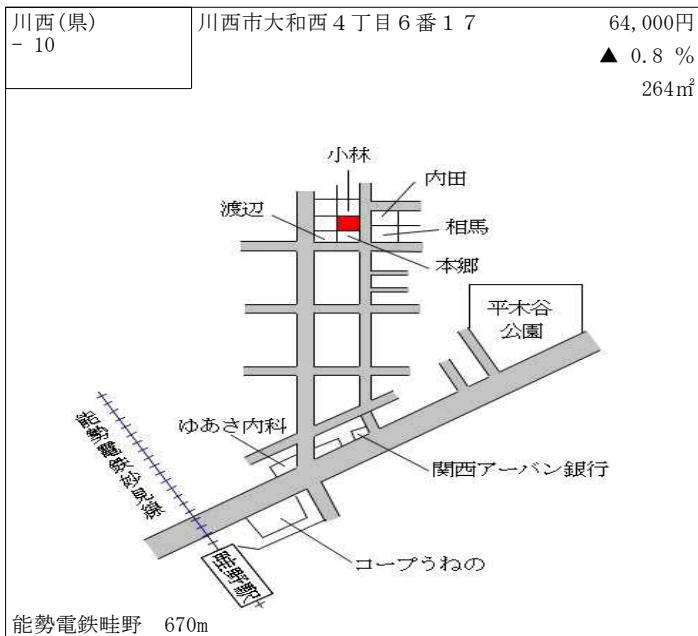 川西(県)
- 10
川西市大和西4丁目6番17
64,000円
▲ 0.8 %
264㎡
小林
内田
渡辺
相馬
本郷
平木谷
公園
能勢電鉄妙見線
ゆあさ内科
関西アーバン銀行
コープうねの
畦野駅
能勢電鉄畦野 670m